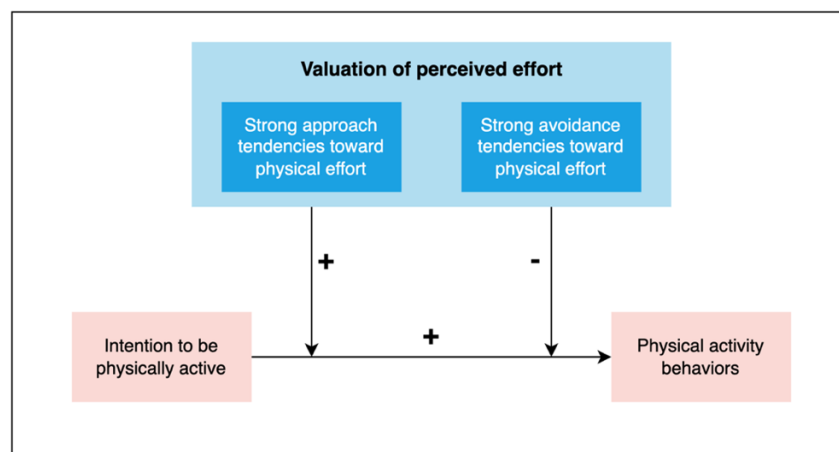 Valuation of perceived effort
Strong approach
tendencies toward
physical effort
Strong avoidance
tendencies toward
physical effort
+
-
Intention to be
physically active
+
Physical activity
behaviors